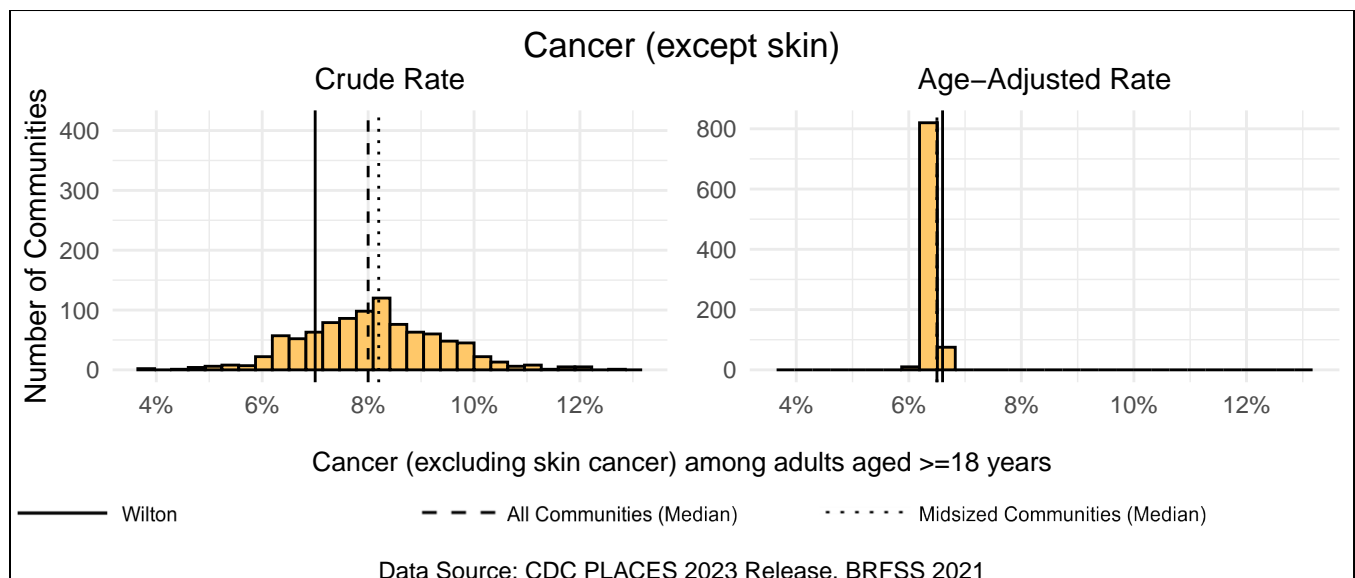 Cancer (except skin)
Crude Rate
Age−Adjusted Rate
Number of Communities
400
300
200
100
0
4%
6%
8%
10%
12%
800
600
400
200
0
4%
6%
8%
10%
12%
Cancer (excluding skin cancer) among adults aged >=18 years
Wilton
All Communities (Median)
Midsized Communities (Median)
Data Source: CDC PLACES 2023 Release, BRFSS 2021